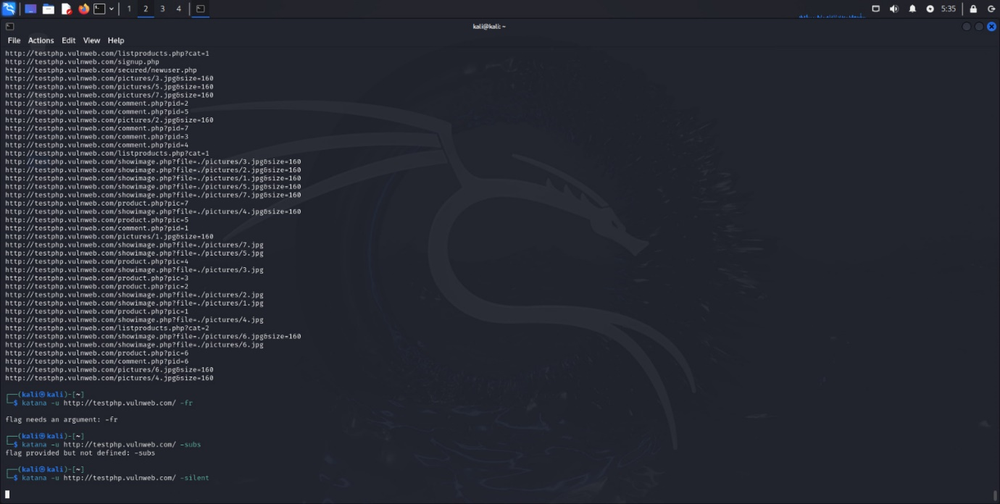 1 2 3 4
5:35
kali@kali: ~
File Actions Edit View Help
http://testphp.vulnweb.com/listproducts.php?cat=1
http://testphp.vulnweb.com/signup.php
http://testphp.vulnweb.com/secured/newuser.php
http://testphp.vulnweb.com/pictures/3.jpg&size=160
http://testphp.vulnweb.com/pictures/5.jpg&size=160
http://testphp.vulnweb.com/pictures/7.jpg&size=160
http://testphp.vulnweb.com/comment.php?pid=2
http://testphp.vulnweb.com/comment.php?pid=5
http://testphp.vulnweb.com/pictures/2.jpg&size=160
http://testphp.vulnweb.com/comment.php?pid=7
http://testphp.vulnweb.com/comment.php?pid=3
http://testphp.vulnweb.com/comment.php?pid=4
http://testphp.vulnweb.com/listproducts.php?cat=1
http://testphp.vulnweb.com/showimage.php?file=./pictures/3.jpg&size=160
http://testphp.vulnweb.com/showimage.php?file=./pictures/2.jpg&size=160
http://testphp.vulnweb.com/showimage.php?file=./pictures/1.jpg&size=160
http://testphp.vulnweb.com/showimage.php?file=./pictures/5.jpg&size=160
http://testphp.vulnweb.com/showimage.php?file=./pictures/7.jpg&size=160
http://testphp.vulnweb.com/product.php?pic=7
http://testphp.vulnweb.com/showimage.php?file=./pictures/4.jpg&size=160
http://testphp.vulnweb.com/product.php?pic=5
http://testphp.vulnweb.com/comment.php?pid=1
http://testphp.vulnweb.com/pictures/1.jpg&size=160
http://testphp.vulnweb.com/showimage.php?file=./pictures/7.jpg
http://testphp.vulnweb.com/showimage.php?file=./pictures/5.jpg
http://testphp.vulnweb.com/product.php?pic=4
http://testphp.vulnweb.com/showimage.php?file=./pictures/3.jpg
http://testphp.vulnweb.com/product.php?pic=3
http://testphp.vulnweb.com/product.php?pic=2
http://testphp.vulnweb.com/showimage.php?file=./pictures/2.jpg
http://testphp.vulnweb.com/showimage.php?file=./pictures/1.jpg
http://testphp.vulnweb.com/product.php?pic=1
http://testphp.vulnweb.com/showimage.php?file=./pictures/4.jpg
http://testphp.vulnweb.com/listproducts.php?cat=2
http://testphp.vulnweb.com/showimage.php?file=./pictures/6.jpg&size=160
http://testphp.vulnweb.com/showimage.php?file=./pictures/6.jpg
http://testphp.vulnweb.com/product.php?pic=6
http://testphp.vulnweb.com/comment.php?pid=6
http://testphp.vulnweb.com/pictures/6.jpg&size=160
http://testphp.vulnweb.com/pictures/4.jpg&size=160
┌──(kali㉿kali)-[~]
└─$ katana -u http://testphp.vulnweb.com/ -fr
flag needs an argument: -fr
┌──(kali㉿kali)-[~]
└─$ katana -u http://testphp.vulnweb.com/ -subs
flag provided but not defined: -subs
┌──(kali㉿kali)-[~]
└─$ katana -u http://testphp.vulnweb.com/ -silent